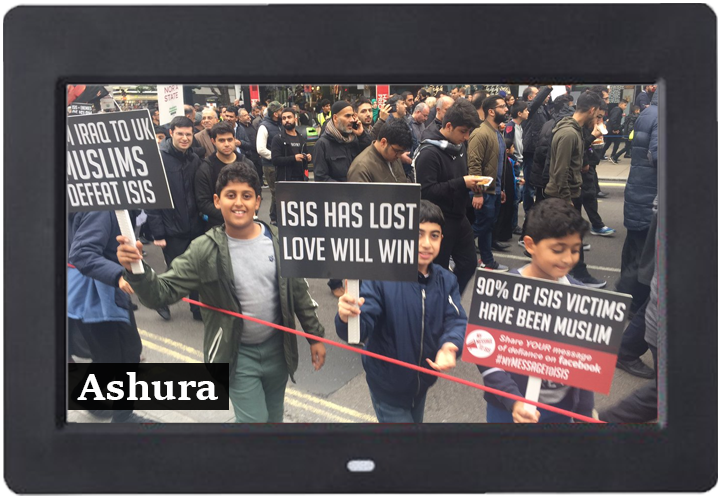 IRAQ TO UK
MUSLIMS
DEFEAT ISIS
STATE
ISIS HAS LOST
LOVE WILL WIN
90% OF ISIS VICTIMS
HAVE BEEN MUSLIM
Share YOUR message
of defiance on facebook
#MYMESSAGETOISIS
Ashura